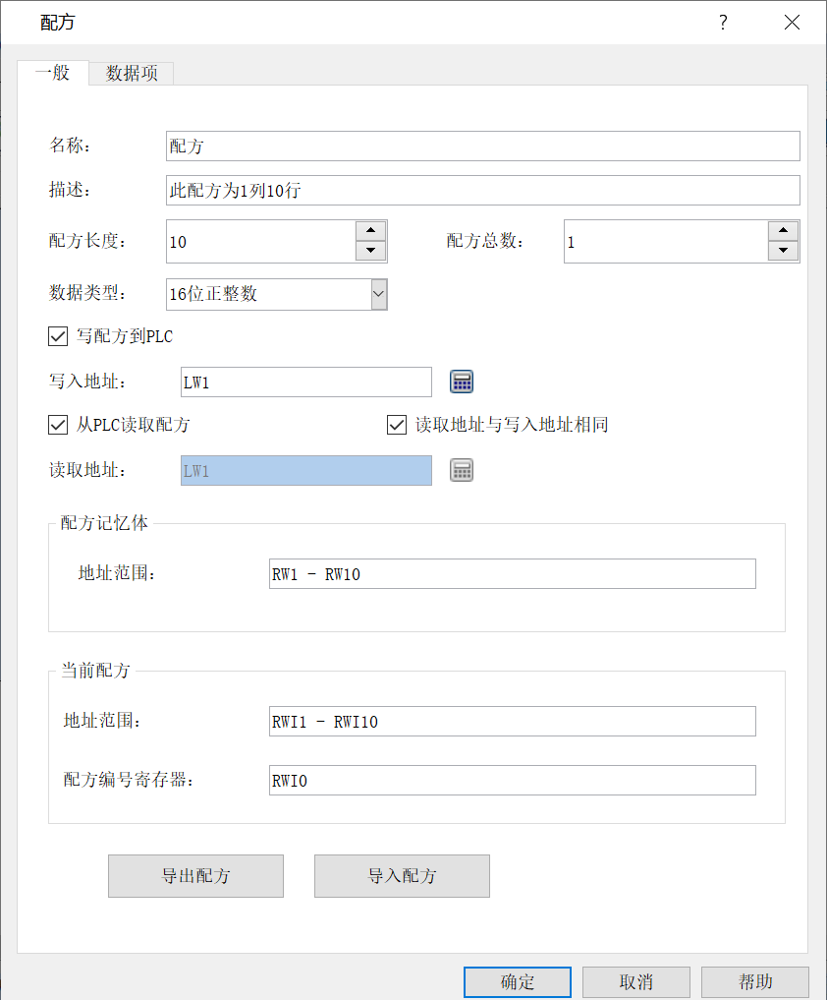 配方
?
一般 数据项
名称: 配方
描述: 此配方为1列10行
配方长度: 10 配方总数: 1
数据类型: 16位正整数
写配方到PLC
写入地址: LW1
从PLC读取配方 读取地址与写入地址相同
读取地址: LW1
配方记忆体
地址范围: RW1 - RW10
当前配方
地址范围: RWI1 - RWI10
配方编号寄存器: RWI0
导出配方 导入配方
确定 取消 帮助